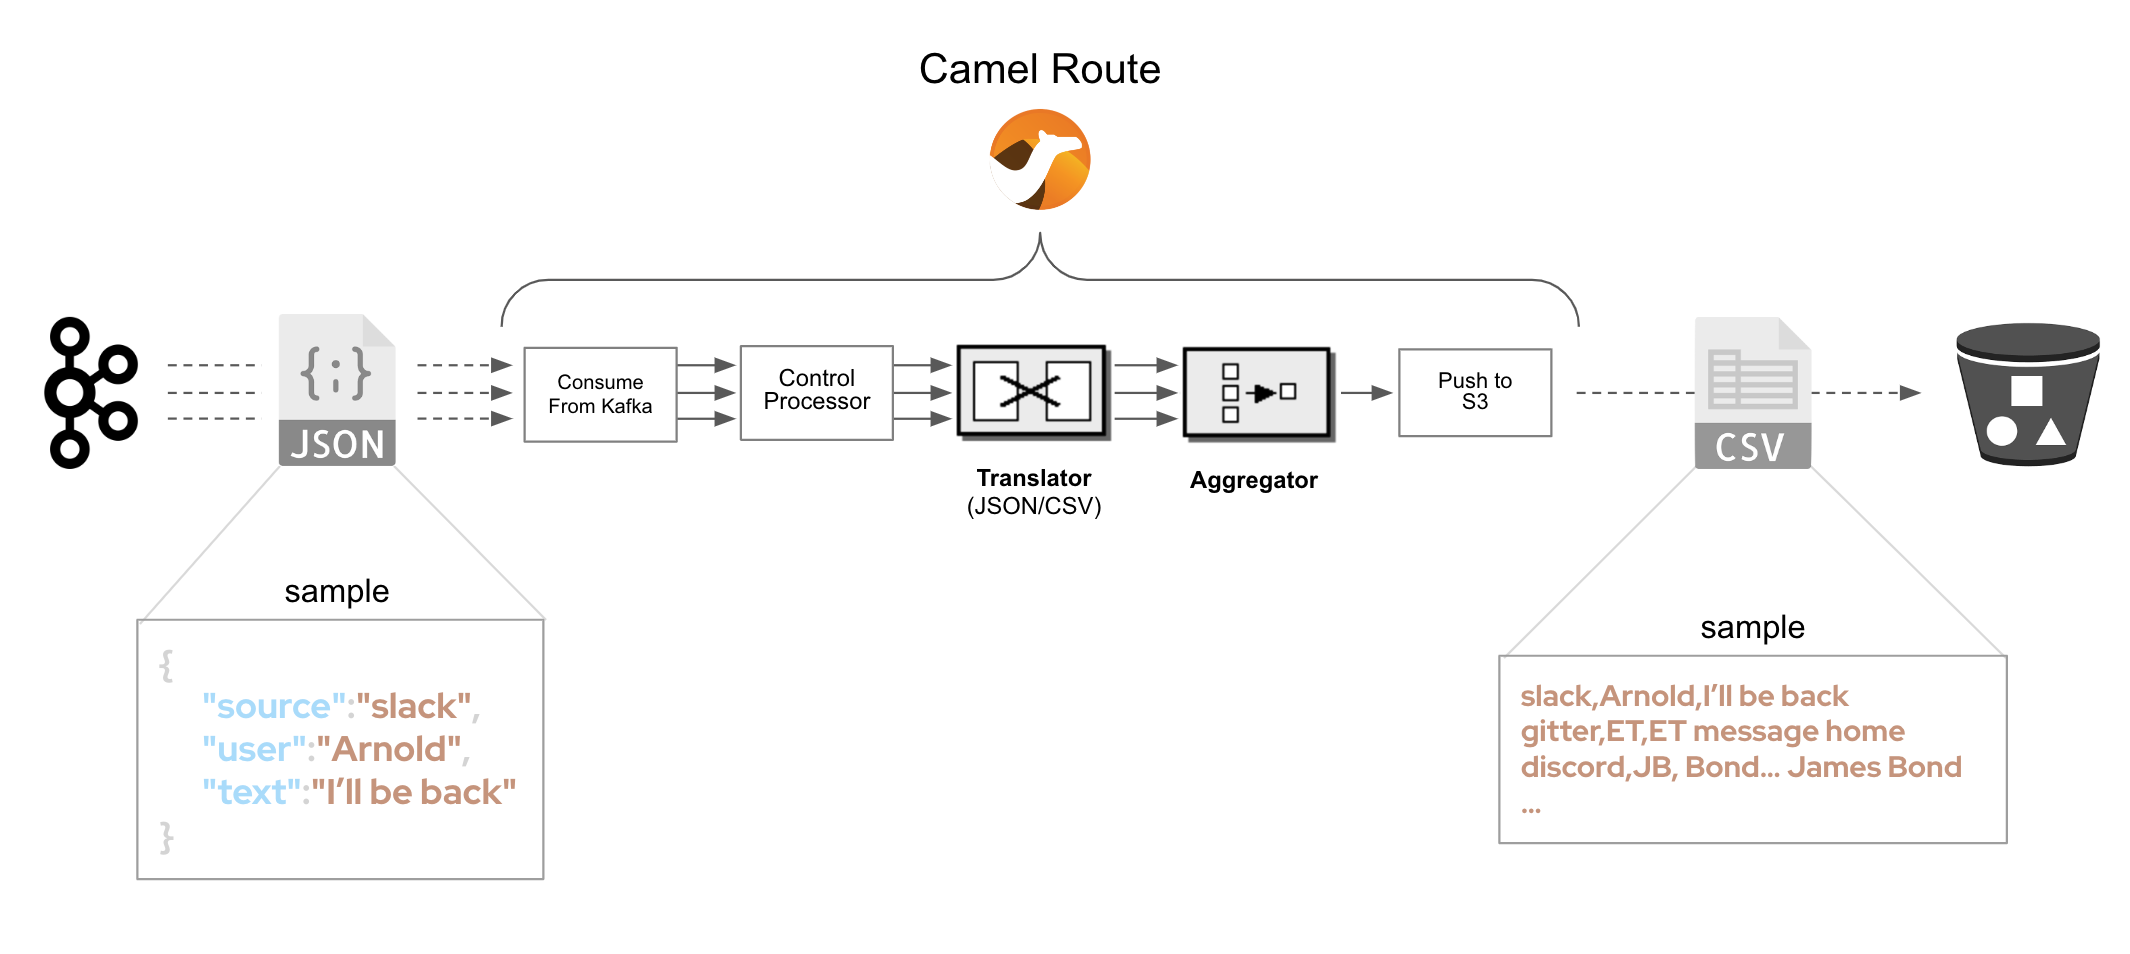 Camel Route
JSON
Consume
From Kafka
Control
Processor
Translator
(JSON/CSV)
Aggregator
Push to
S3
CSV
sample
{
"source":"slack",
"user":"Arnold",
"text":"I’ll be back"
}
sample
slack,Arnold,I’ll be back
gitter,ET,ET message home
discord,JB, Bond... James Bond
...